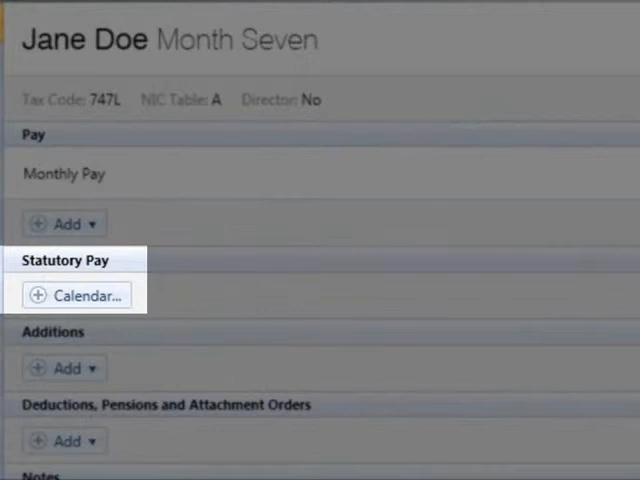 Jane Doe Month Seven
Tax Code: 747L NIC Table: A Director: No
Pay
Monthly Pay
Add
Statutory Pay
Calendar...
Additions
Add
Deductions, Pensions and Attachment Orders
Add
Notes